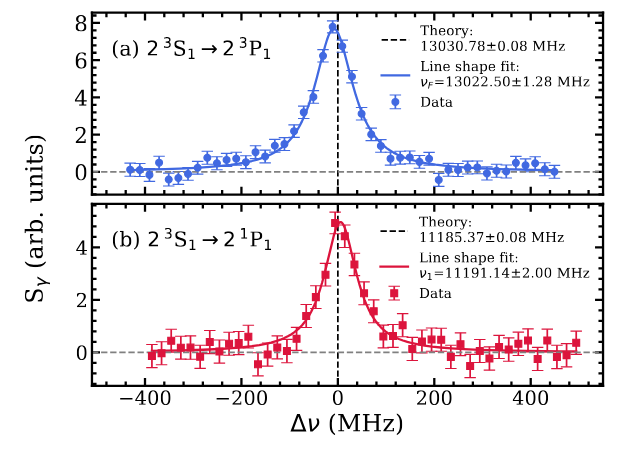 8
6
4
2
0
(a) 2 ³S₁→2 ³P₁
Theory:
13030.78±0.08 MHz
Line shape fit:
ν_F=13022.50±1.28 MHz
Data
S_γ (arb. units)
4
2
0
(b) 2 ³S₁→2 ¹P₁
Theory:
11185.37±0.08 MHz
Line shape fit:
ν₁=11191.14±2.00 MHz
Data
−400 −200 0 200 400
Δν (MHz)